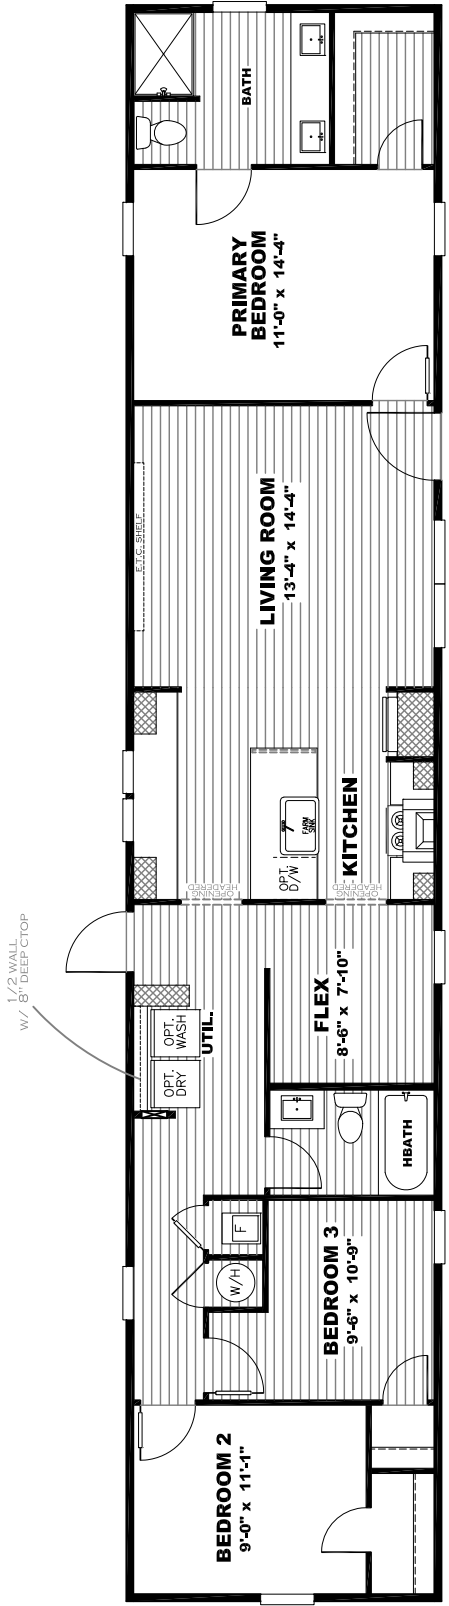 BATH
PRIMARY
BEDROOM
11'-0" x 14'-4"
LIVING ROOM
13'-4" x 14'-4"
E.T.C. SHELF
KITCHEN
FARM
SINK
OPT.
D/W
OPENING
HEADERED
OPENING
HEADERED
1/2 WALL
W/ 8" DEEP CTOP
FLEX
8'-6" x 7'-10"
UTIL.
OPT.
WASH
OPT.
DRY
HBATH
F
W/H
BEDROOM 3
9'-6" x 10'-9"
BEDROOM 2
9'-0" x 11'-1"